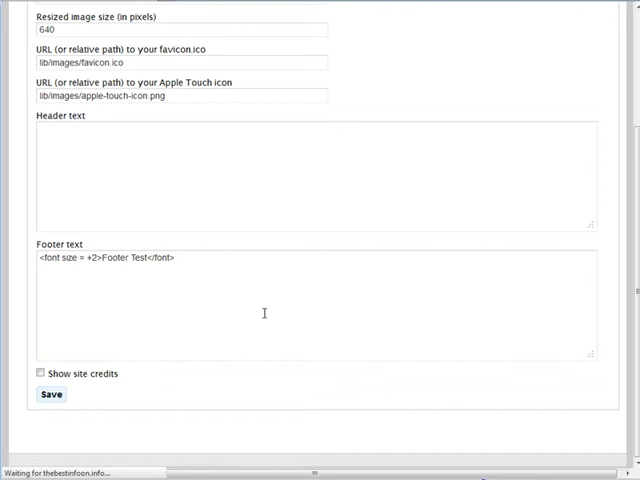 Resized image size (in pixels)
640
URL (or relative path) to your favicon.ico
lib/images/favicon.ico
URL (or relative path) to your Apple Touch icon
lib/images/apple-touch-icon.png
Header text
Footer text
<font size = +2>Footer Test</font>
Show site credits
Save
Waiting for thebestinfoon.info...